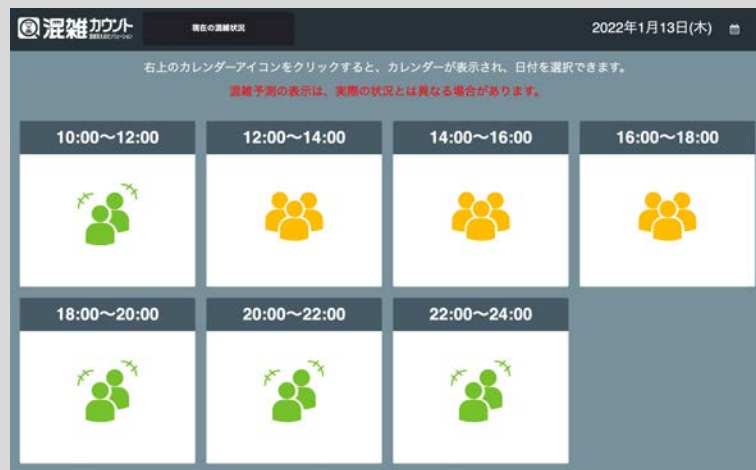 混雑カウント
現在の混雑状況
2022年1月13日(木)
右上のカレンダーアイコンをクリックすると、カレンダーが表示され、日付を選択できます。
混雑予測の表示は、実際の状況とは異なる場合があります。
10:00〜12:00
12:00〜14:00
14:00〜16:00
16:00〜18:00
18:00〜20:00
20:00〜22:00
22:00〜24:00